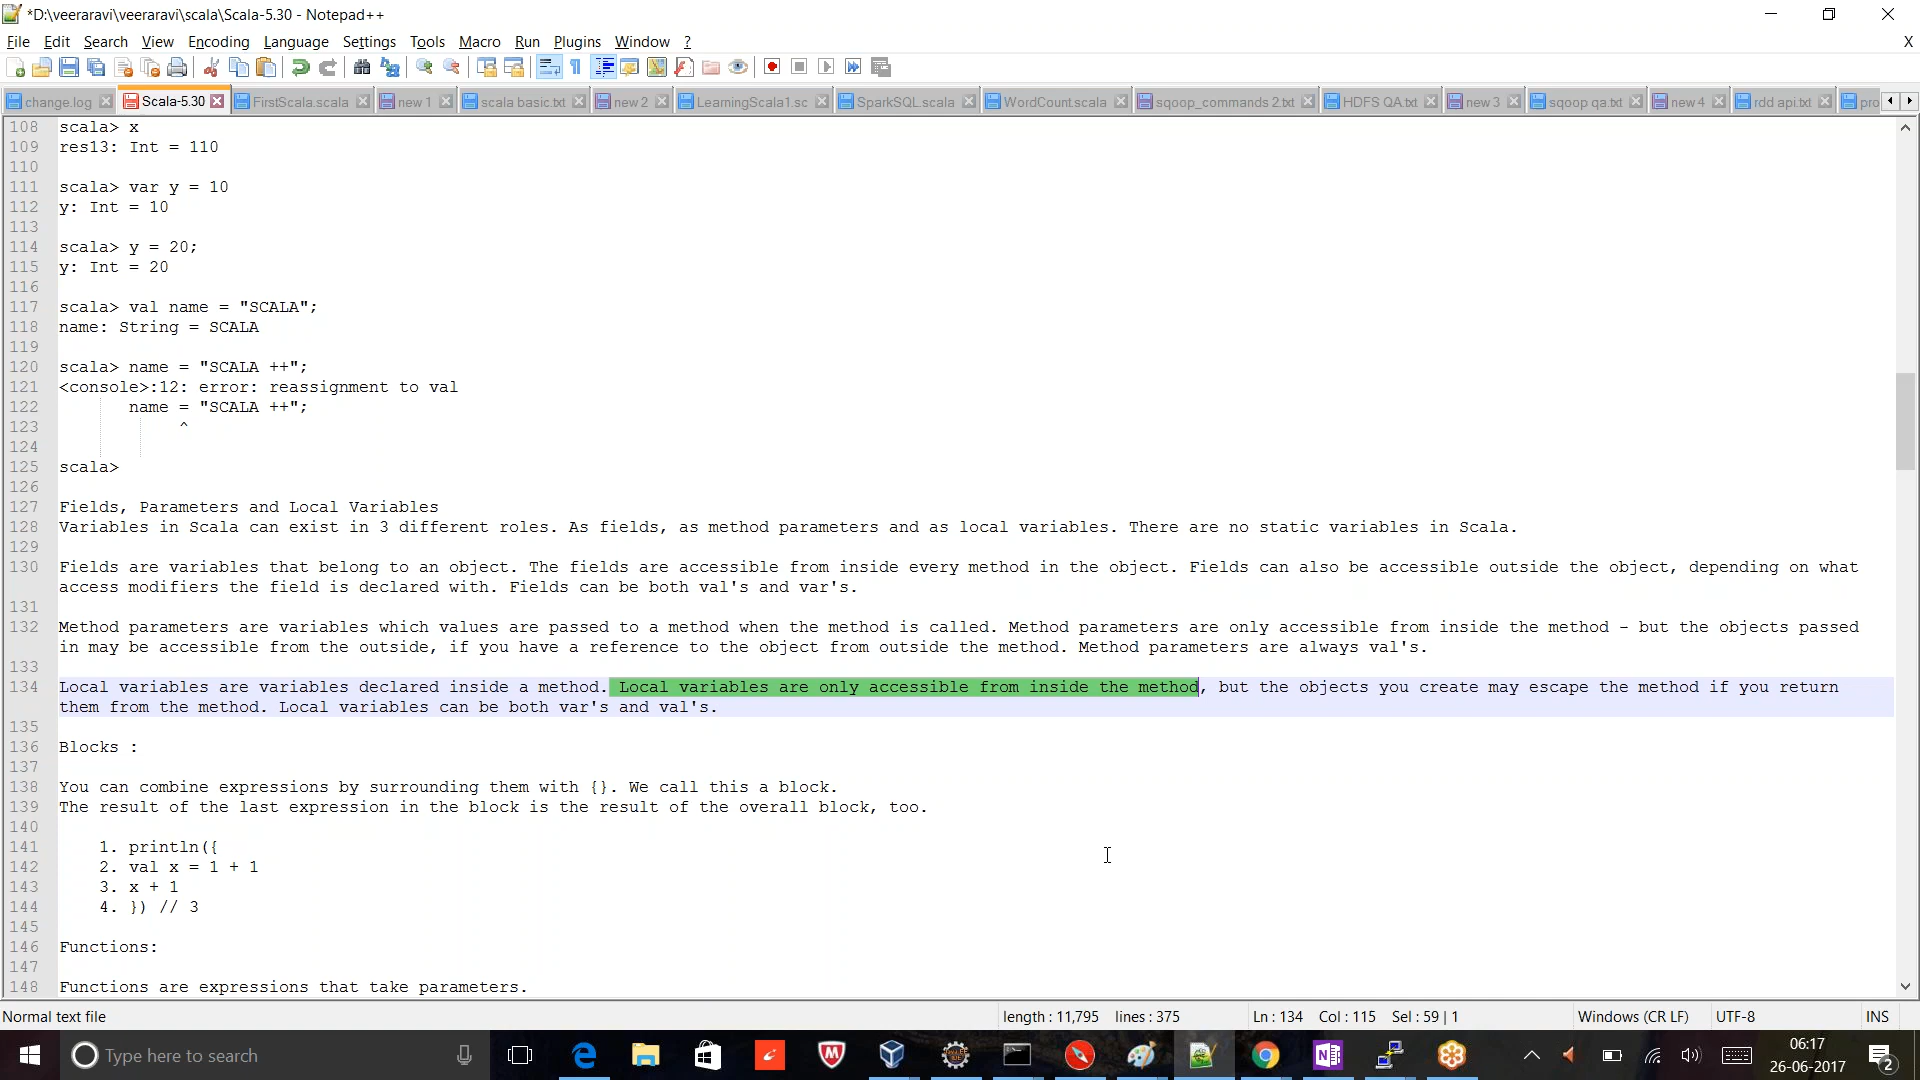 *D:\veeraravi\veeraravi\scala\Scala-5.30 - Notepad++
File Edit Search View Encoding Language Settings Tools Macro Run Plugins Window ? X
change.log Scala-5.30 FirstScala.scala new 1 scala basic.txt new 2 LearningScala1.sc SparkSQL.scala WordCount.scala sqoop_commands 2.txt HDFS QA.txt new 3 sqoop qa.txt new 4 rdd api.txt pro
108 scala> x
109 res13: Int = 110
110
111 scala> var y = 10
112 y: Int = 10
113
114 scala> y = 20;
115 y: Int = 20
116
117 scala> val name = "SCALA";
118 name: String = SCALA
119
120 scala> name = "SCALA ++";
121 <console>:12: error: reassignment to val
122 name = "SCALA ++";
123 ^
124
125 scala>
126
127 Fields, Parameters and Local Variables
128 Variables in Scala can exist in 3 different roles. As fields, as method parameters and as local variables. There are no static variables in Scala.
129
130 Fields are variables that belong to an object. The fields are accessible from inside every method in the object. Fields can also be accessible outside the object, depending on what
access modifiers the field is declared with. Fields can be both val's and var's.
131
132 Method parameters are variables which values are passed to a method when the method is called. Method parameters are only accessible from inside the method - but the objects passed
in may be accessible from the outside, if you have a reference to the object from outside the method. Method parameters are always val's.
133
134 Local variables are variables declared inside a method. Local variables are only accessible from inside the method, but the objects you create may escape the method if you return
them from the method. Local variables can be both var's and val's.
135
136 Blocks :
137
138 You can combine expressions by surrounding them with {}. We call this a block.
139 The result of the last expression in the block is the result of the overall block, too.
140
141 1. println({
142 2. val x = 1 + 1
143 3. x + 1
144 4. }) // 3
145
146 Functions:
147
148 Functions are expressions that take parameters.
Normal text file length : 11,795 lines : 375 Ln : 134 Col : 115 Sel : 59 | 1 Windows (CR LF) UTF-8 INS
Type here to search 06:17
26-06-2017 2